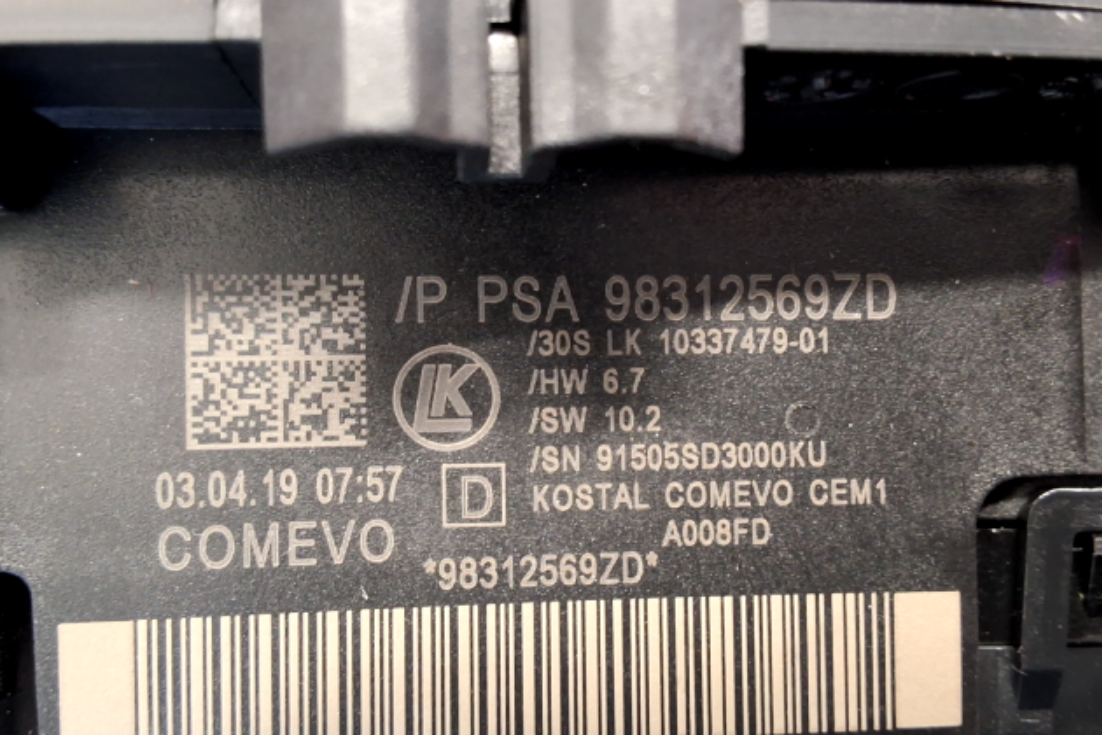 /P PSA 98312569ZD
/30S LK 10337479-01
LK
/HW 6.7
/SW 10.2
/SN 91505SD3000KU
03.04.19 07:57
D
KOSTAL COMEVO CEM1
COMEVO
A008FD
*98312569ZD*